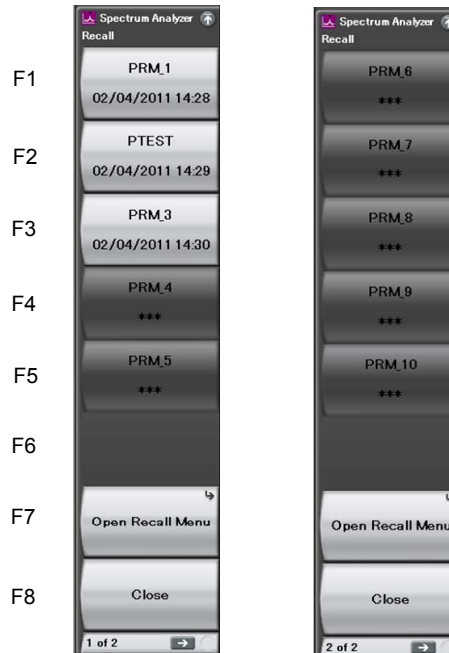 Spectrum Analyzer
Recall
F1
PRM_1
02/04/2011 14:28
F2
PTEST
02/04/2011 14:29
F3
PRM_3
02/04/2011 14:30
F4
PRM_4
***
F5
PRM_5
***
F6
F7
Open Recall Menu
F8
Close
1 of 2
Spectrum Analyzer
Recall
PRM_6
***
PRM_7
***
PRM_8
***
PRM_9
***
PRM_10
***
Open Recall Menu
Close
2 of 2